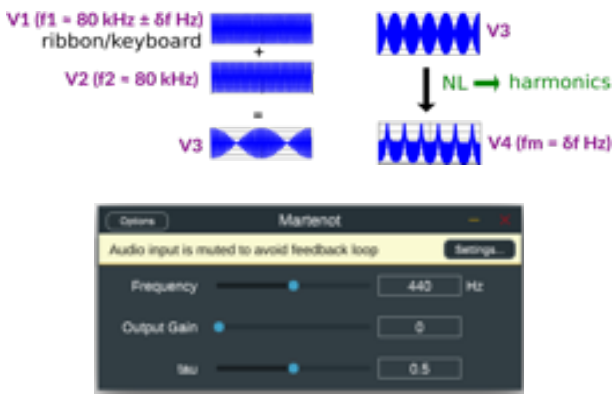 V1 (f1 = 80 kHz ± δf Hz)
ribbon/keyboard
+
V2 (f2 = 80 kHz)
=
V3
V3
NL → harmonics
V4 (fm = δf Hz)
Options
Martenot
Audio input is muted to avoid feedback loop
Settings...
Frequency 440 Hz
Output Gain 0
tau 0.5